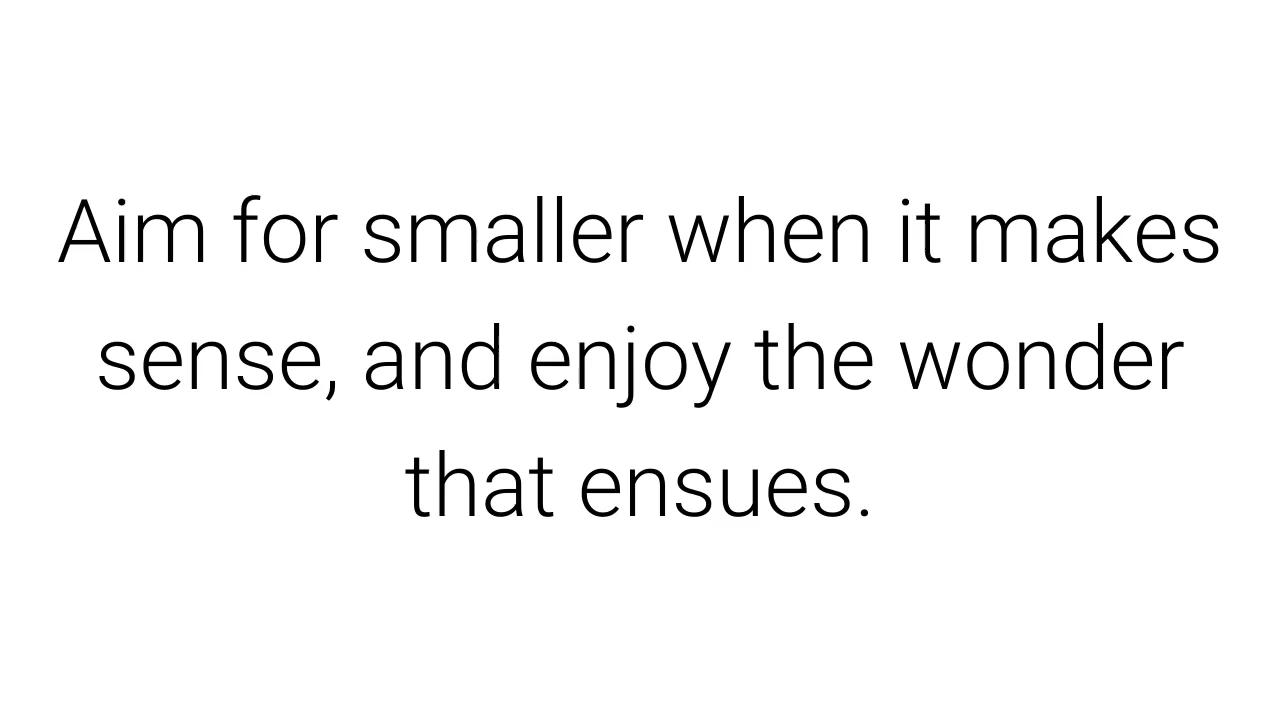 Aim for smaller when it makes
sense, and enjoy the wonder
that ensues.